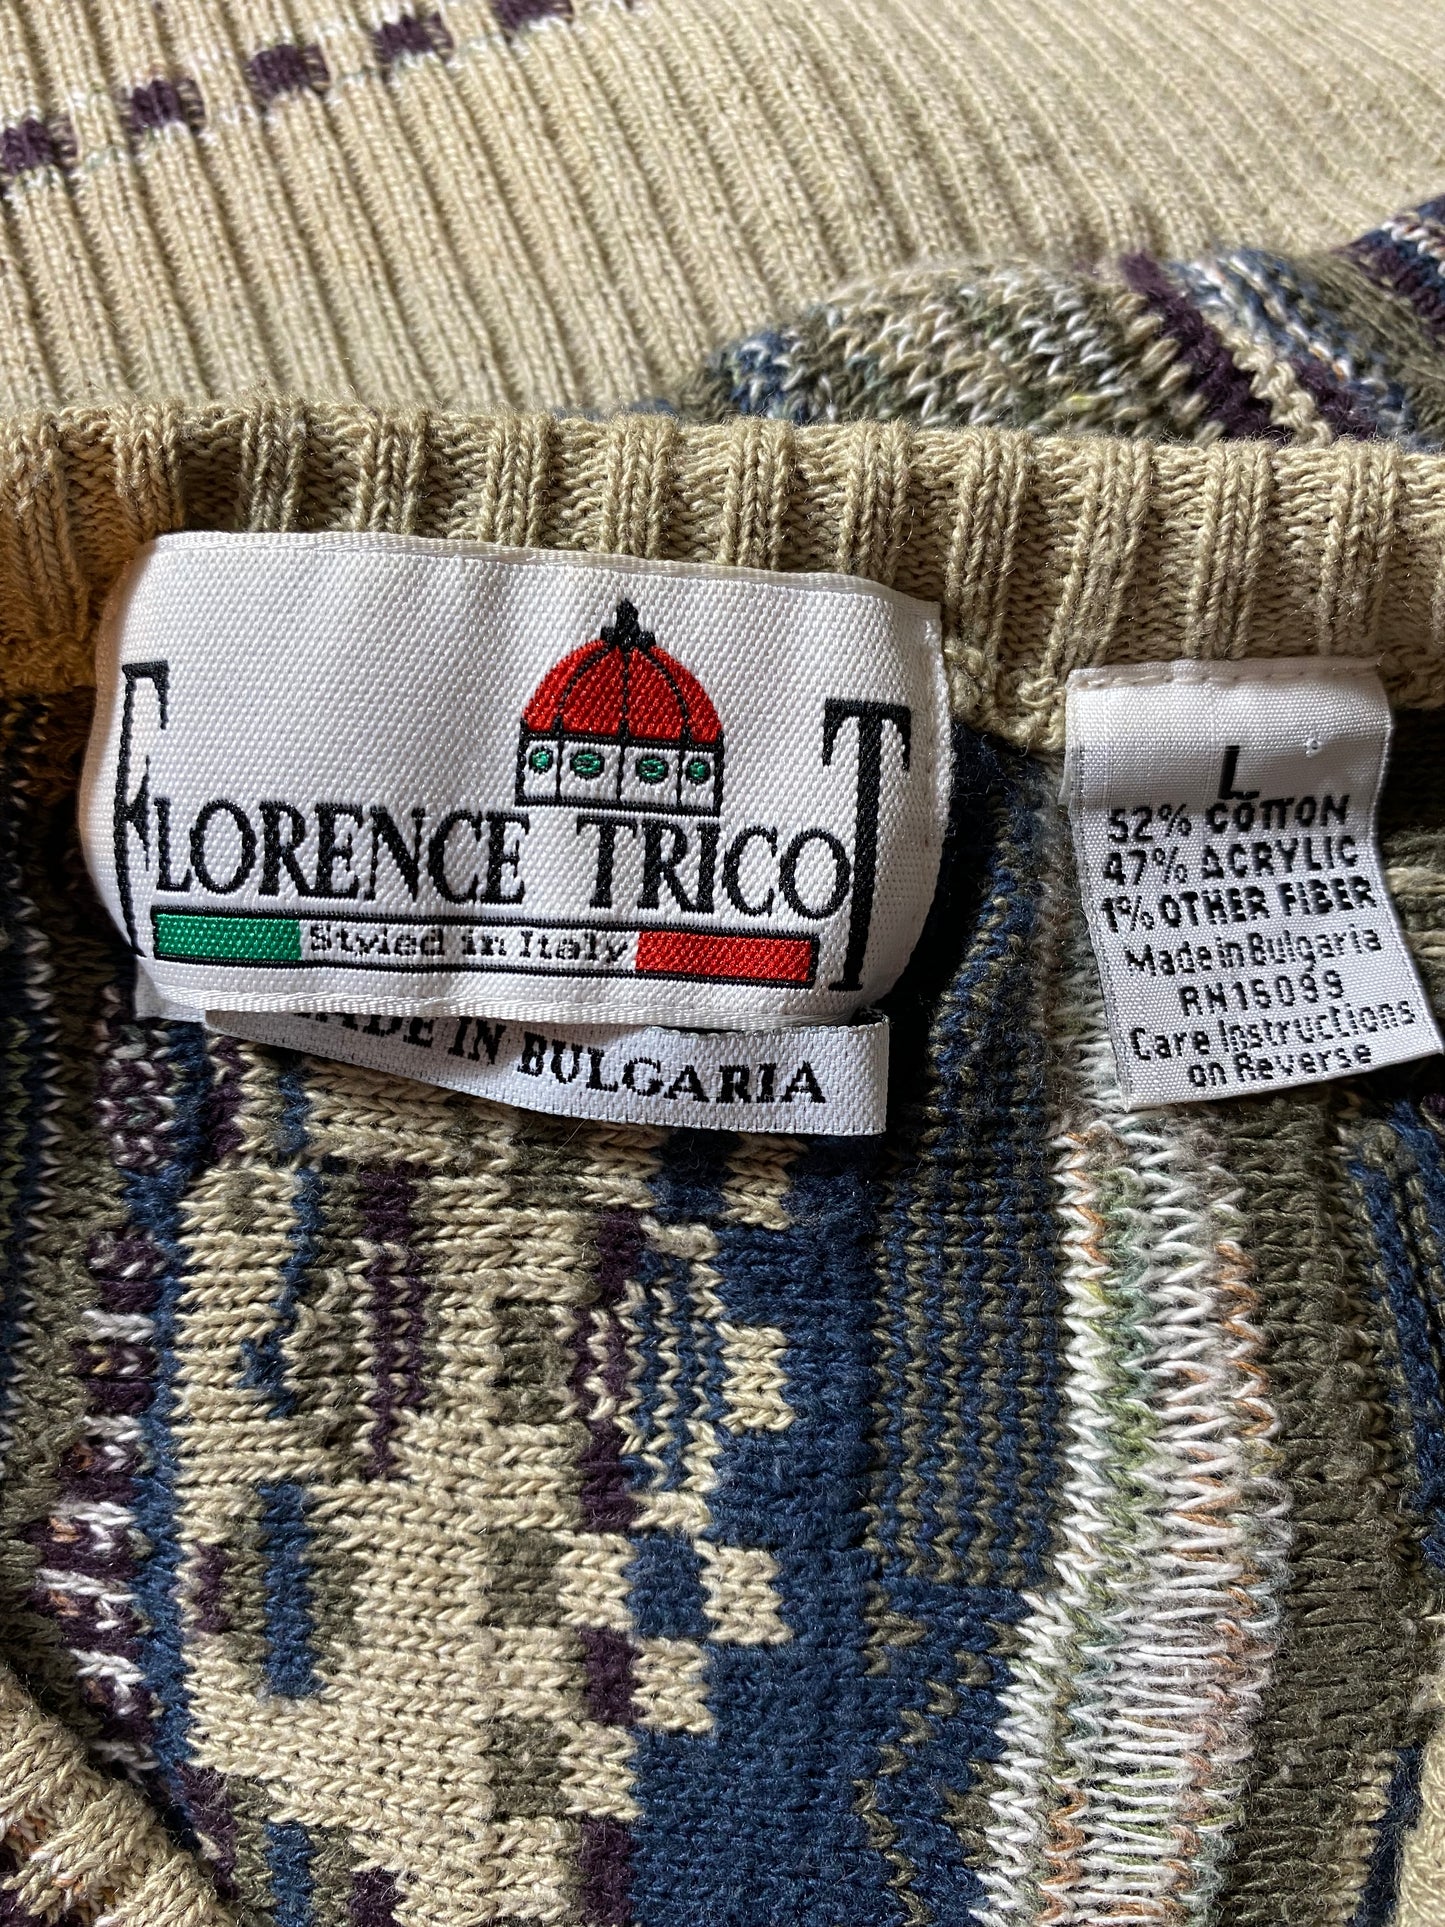 FLORENCE TRICOT
Styled in Italy
MADE IN BULGARIA
L
52% COTTON
47% ACRYLIC
1% OTHER FIBER
Made in Bulgaria
RN15099
Care Instructions
on Reverse